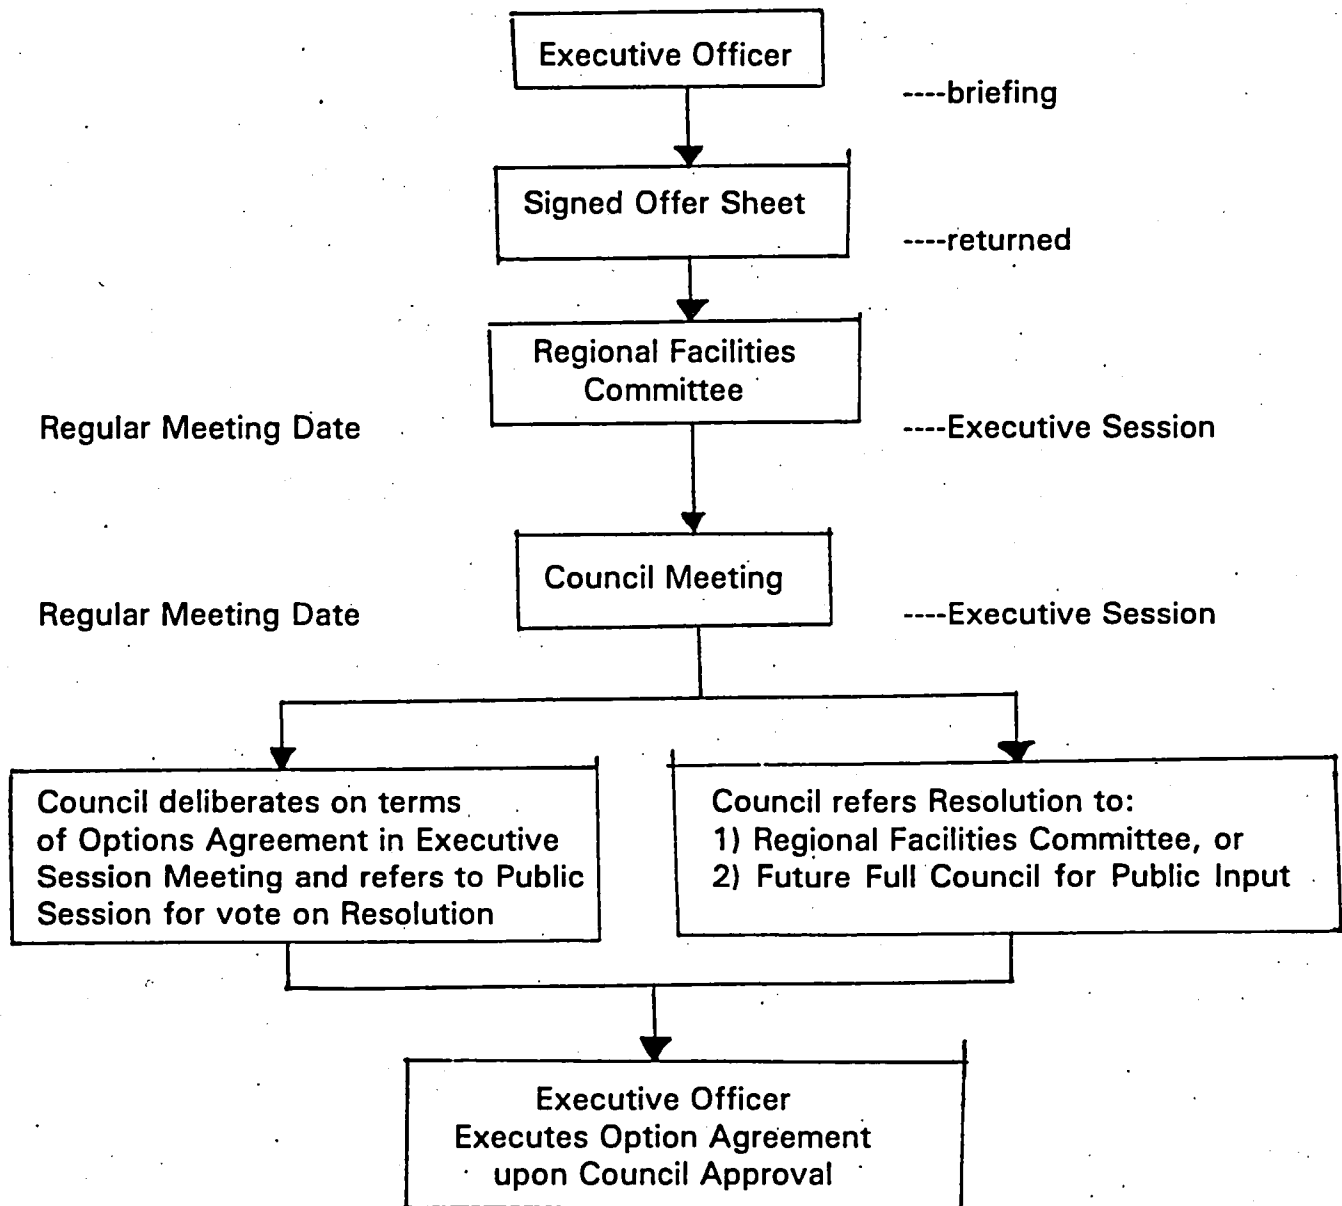 Executive Officer
----briefing
Signed Offer Sheet
----returned
Regional Facilities
Committee
Regular Meeting Date
----Executive Session
Council Meeting
Regular Meeting Date
----Executive Session
Council deliberates on terms
of Options Agreement in Executive
Session Meeting and refers to Public
Session for vote on Resolution
Council refers Resolution to:
1) Regional Facilities Committee, or
2) Future Full Council for Public Input
Executive Officer
Executes Option Agreement
upon Council Approval